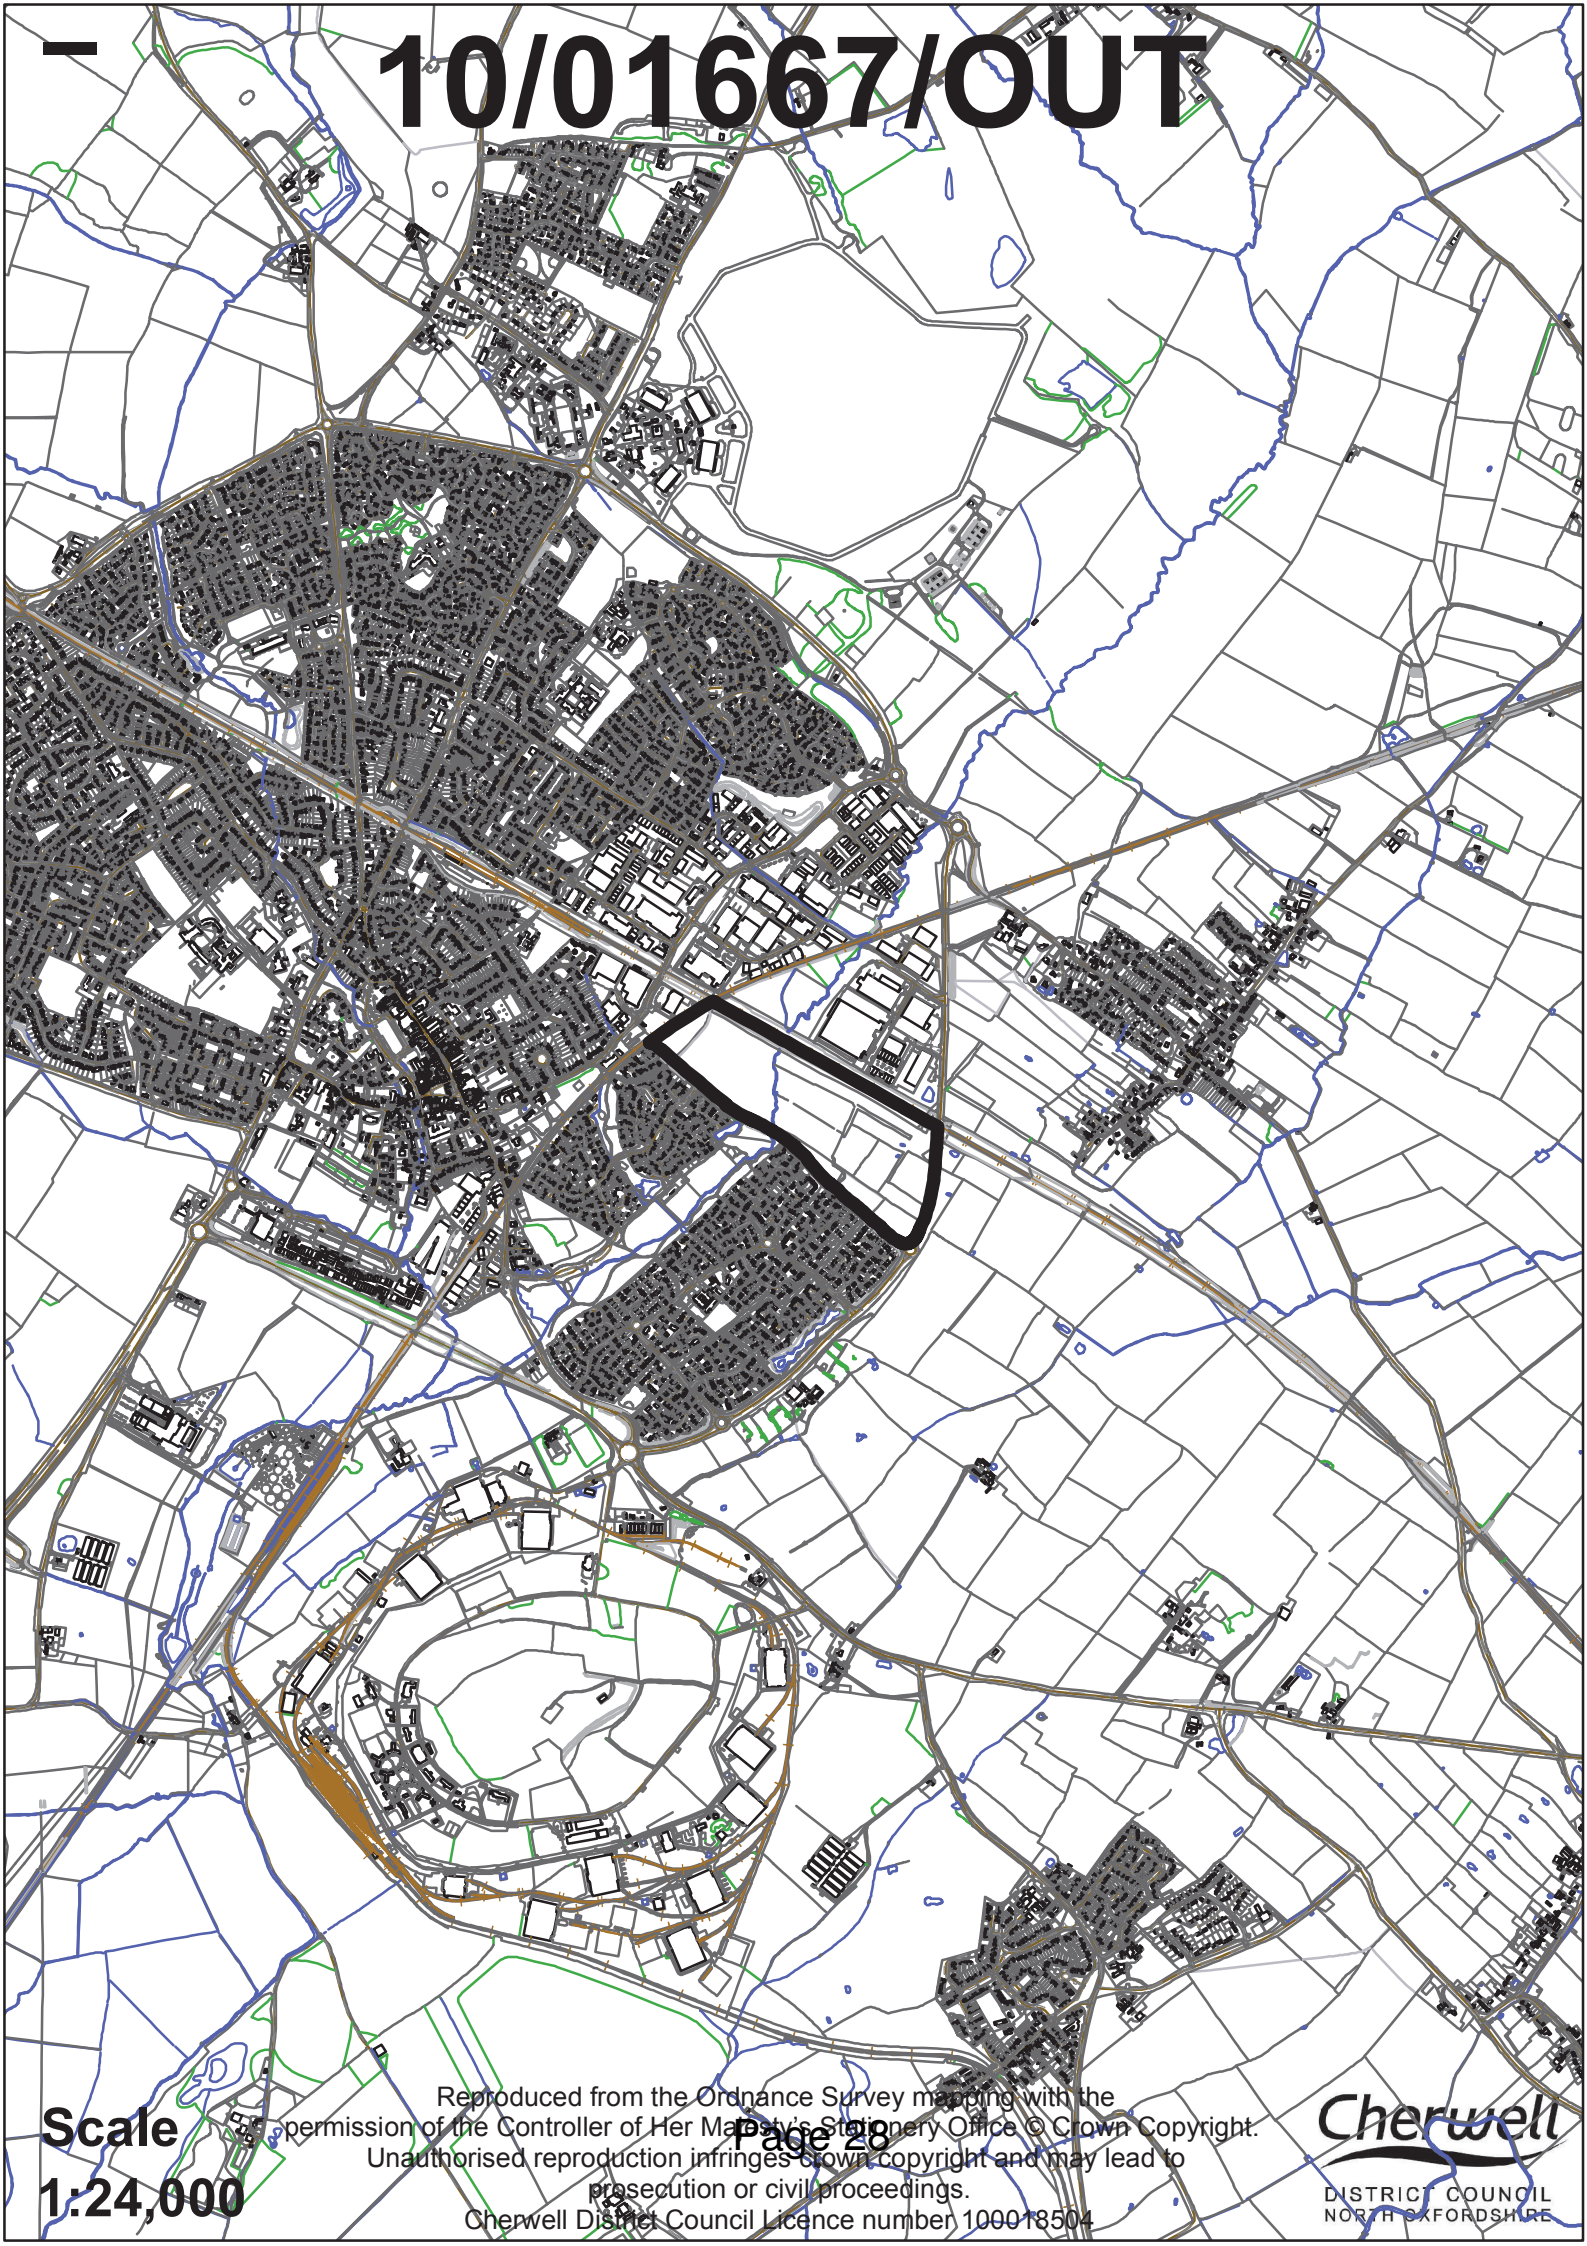 10/01667/OUT
Scale
1:24,000
Reproduced from the Ordnance Survey mapping with the
permission of the Controller of Her Majesty's Stationery Office © Crown Copyright.
Page 28
Unauthorised reproduction infringes crown copyright and may lead to
prosecution or civil proceedings.
Cherwell District Council Licence number 100018504
Cherwell
DISTRICT COUNCIL
NORTH OXFORDSHIRE